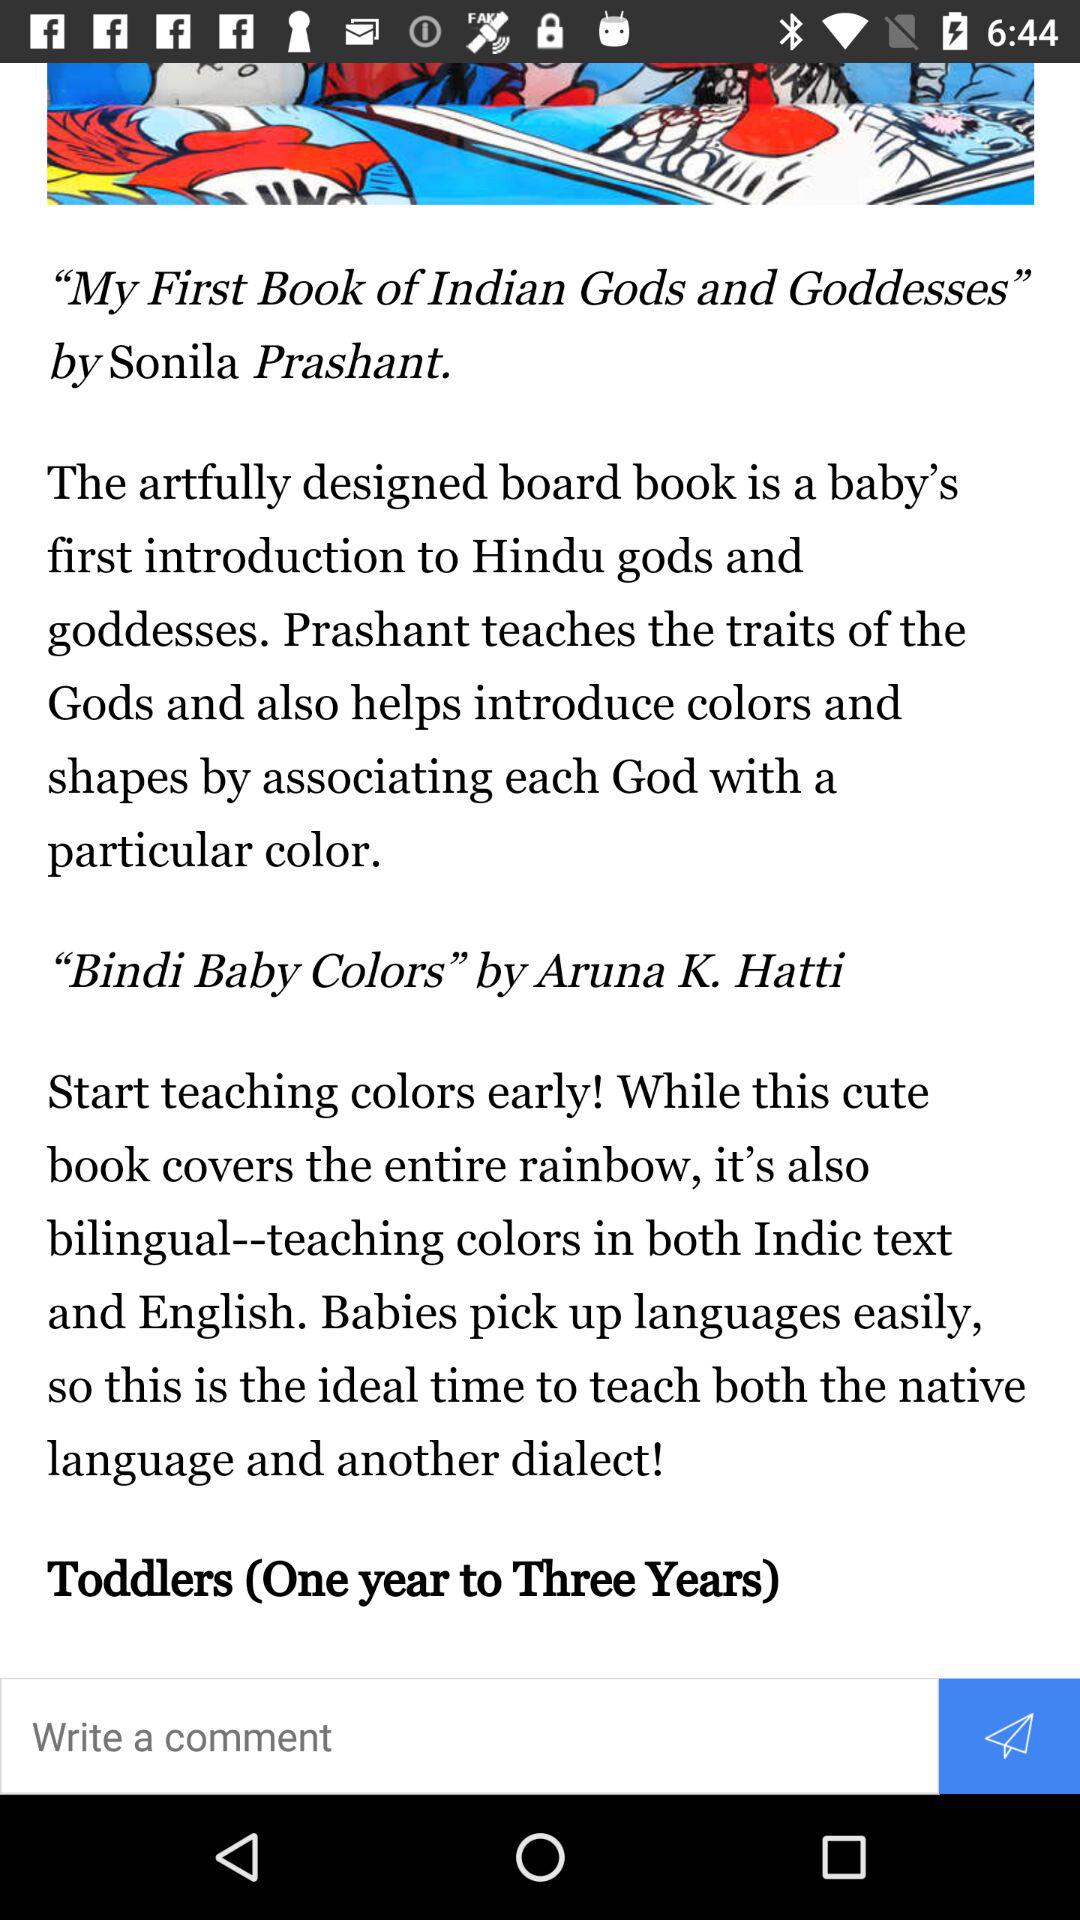 FAKE
6:44
“My First Book of Indian Gods and Goddesses”
by Sonila Prashant.
The artfully designed board book is a baby’s
first introduction to Hindu gods and
goddesses. Prashant teaches the traits of the
Gods and also helps introduce colors and
shapes by associating each God with a
particular color.
“Bindi Baby Colors” by Aruna K. Hatti
Start teaching colors early! While this cute
book covers the entire rainbow, it’s also
bilingual--teaching colors in both Indic text
and English. Babies pick up languages easily,
so this is the ideal time to teach both the native
language and another dialect!
Toddlers (One year to Three Years)
Write a comment